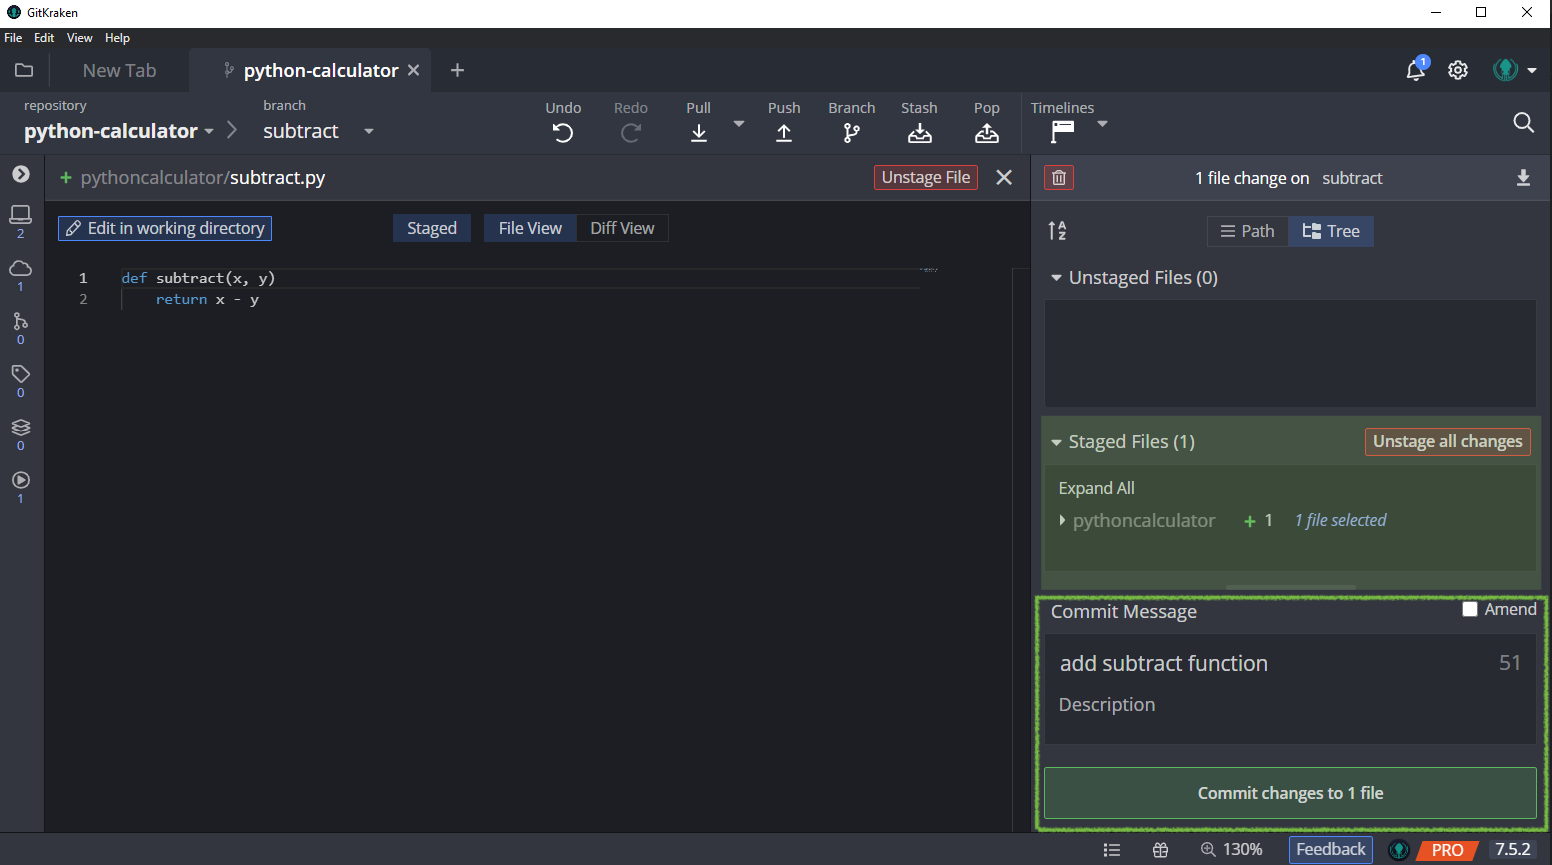 GitKraken
File Edit View Help
New Tab
python-calculator
1
repository
python-calculator
branch
subtract
Undo
Redo
Pull
Push
Branch
Stash
Pop
Timelines
2
1
0
0
0
1
+ pythoncalculator/subtract.py
Unstage File
Edit in working directory
Staged
File View
Diff View
1 def subtract(x, y)
2 return x - y
1 file change on subtract
A
Z
Path
Tree
Unstaged Files (0)
Staged Files (1)
Unstage all changes
Expand All
pythoncalculator + 1 1 file selected
Commit Message
Amend
add subtract function 51
Description
Commit changes to 1 file
130%
Feedback
PRO
7.5.2